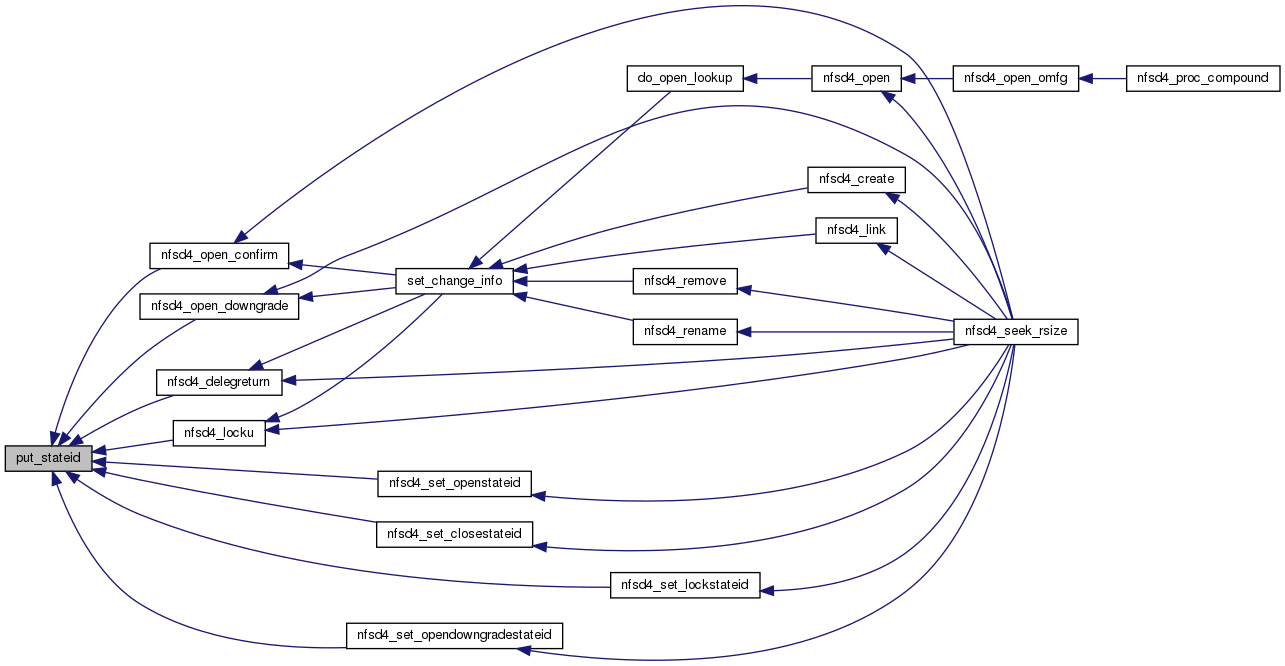 do_open_lookup
nfsd4_open
nfsd4_open_omfg
nfsd4_proc_compound
nfsd4_create
nfsd4_link
nfsd4_open_confirm
set_change_info
nfsd4_remove
nfsd4_open_downgrade
nfsd4_rename
nfsd4_seek_rsize
nfsd4_delegreturn
nfsd4_locku
put_stateid
nfsd4_set_openstateid
nfsd4_set_closestateid
nfsd4_set_lockstateid
nfsd4_set_opendowngradestateid